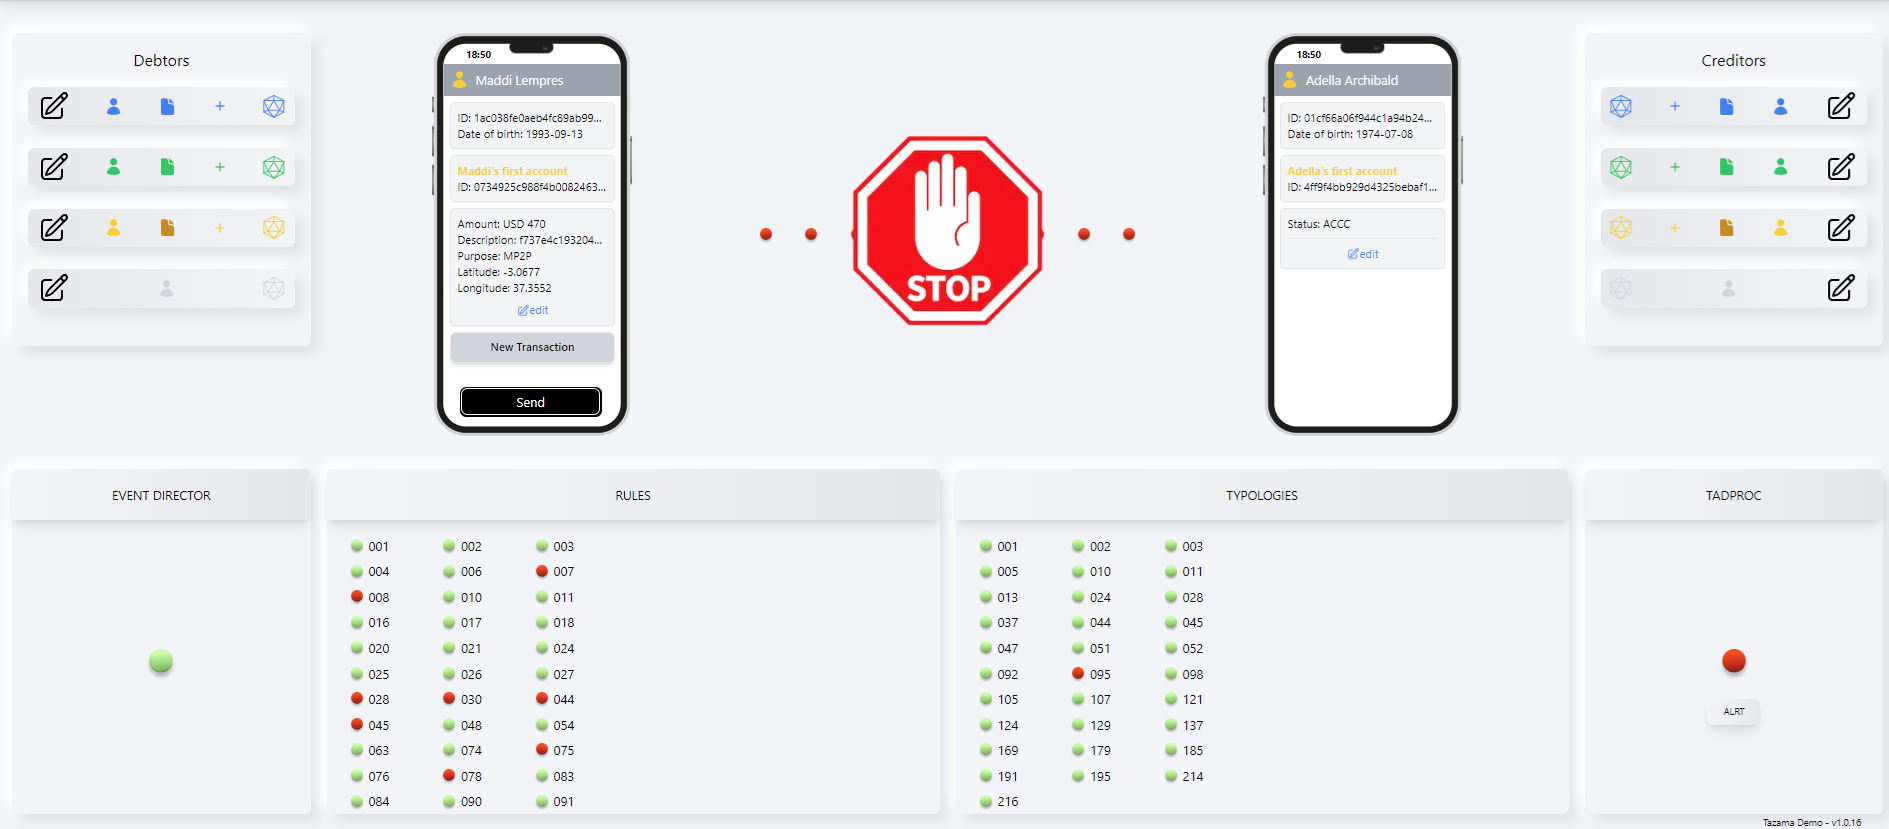 Debtors
18:50
Maddi Lempres
ID: 1ac038fe0aeb4fc89ab99...
Date of birth: 1993-09-13
Maddi's first account
ID: 0734925c988f4b0082463...
Amount: USD 470
Description: f737e4c193204...
Purpose: MP2P
Latitude: -3.0677
Longitude: 37.3552
edit
New Transaction
Send
STOP
18:50
Adella Archibald
ID: 01cf66a06f944c1a94b24...
Date of birth: 1974-07-08
Adella's first account
ID: 4ff9f4bb929d4325bebaf1...
Status: ACCC
edit
Creditors
EVENT DIRECTOR
RULES
001 002 003
004 006 007
008 010 011
016 017 018
020 021 024
025 026 027
028 030 044
045 048 054
063 074 075
076 078 083
084 090 091
TYPOLOGIES
001 002 003
005 010 011
013 024 028
037 044 045
047 051 052
092 095 098
105 107 121
124 129 137
169 179 185
191 195 214
216
TADPROC
ALRT
Tazama Demo - v1.0.16